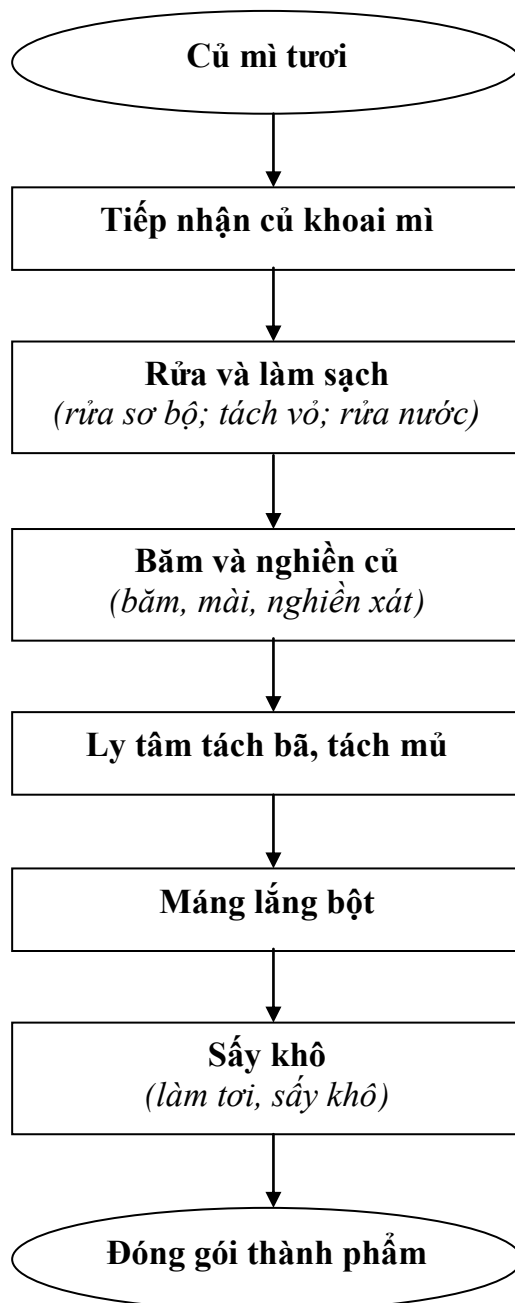 Củ mì tươi
Tiếp nhận củ khoai mì
Rửa và làm sạch
(rửa sơ bộ; tách vỏ; rửa nước)
Băm và nghiền củ
(băm, mài, nghiền xát)
Ly tâm tách bã, tách mủ
Máng lắng bột
Sấy khô
(làm tơi, sấy khô)
Đóng gói thành phẩm